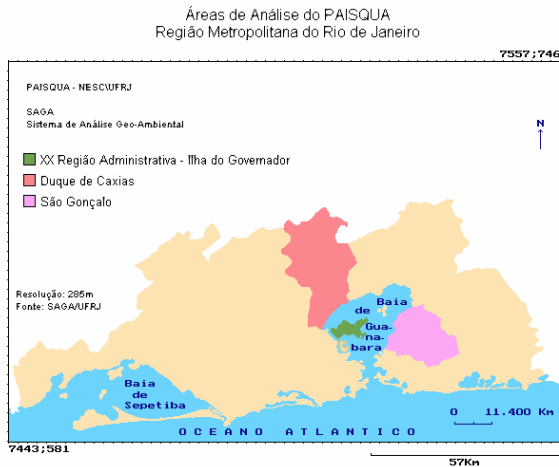 Áreas de Análise do PAISQUA
Região Metropolitana do Rio de Janeiro
7557;746
PAISQUA - NESC\UFRJ
SAGA
Sistema de Análise Geo-Ambiental
N
XX Região Administrativa - Ilha do Governador
Duque de Caxias
São Gonçalo
Resolução: 285m
Fonte: SAGA/UFRJ
Baia
de
Gua-
na-
bara
Baia
de
Sepetiba
0 11.400 Km
OCEANO ATLANTICO
7443;581
57Km